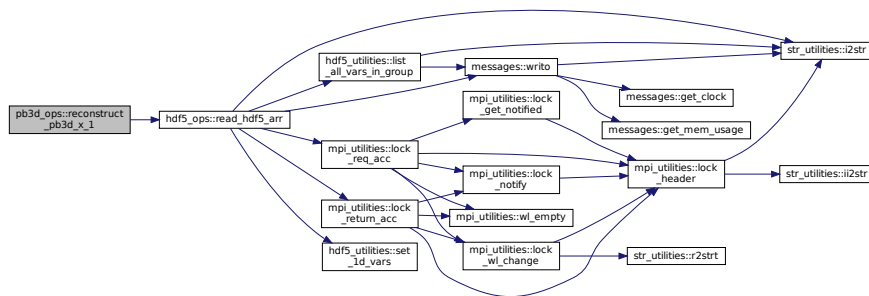 pb3d_ops::reconstruct
_pb3d_x_1
hdf5_ops::read_hdf5_arr
hdf5_utilities::list
_all_vars_in_group
mpi_utilities::lock
_req_acc
mpi_utilities::lock
_return_acc
hdf5_utilities::set
_1d_vars
messages::writo
mpi_utilities::lock
_get_notified
mpi_utilities::lock
_notify
mpi_utilities::wl_empty
mpi_utilities::lock
_wl_change
str_utilities::i2str
messages::get_clock
messages::get_mem_usage
mpi_utilities::lock
_header
str_utilities::r2strt
str_utilities::ii2str